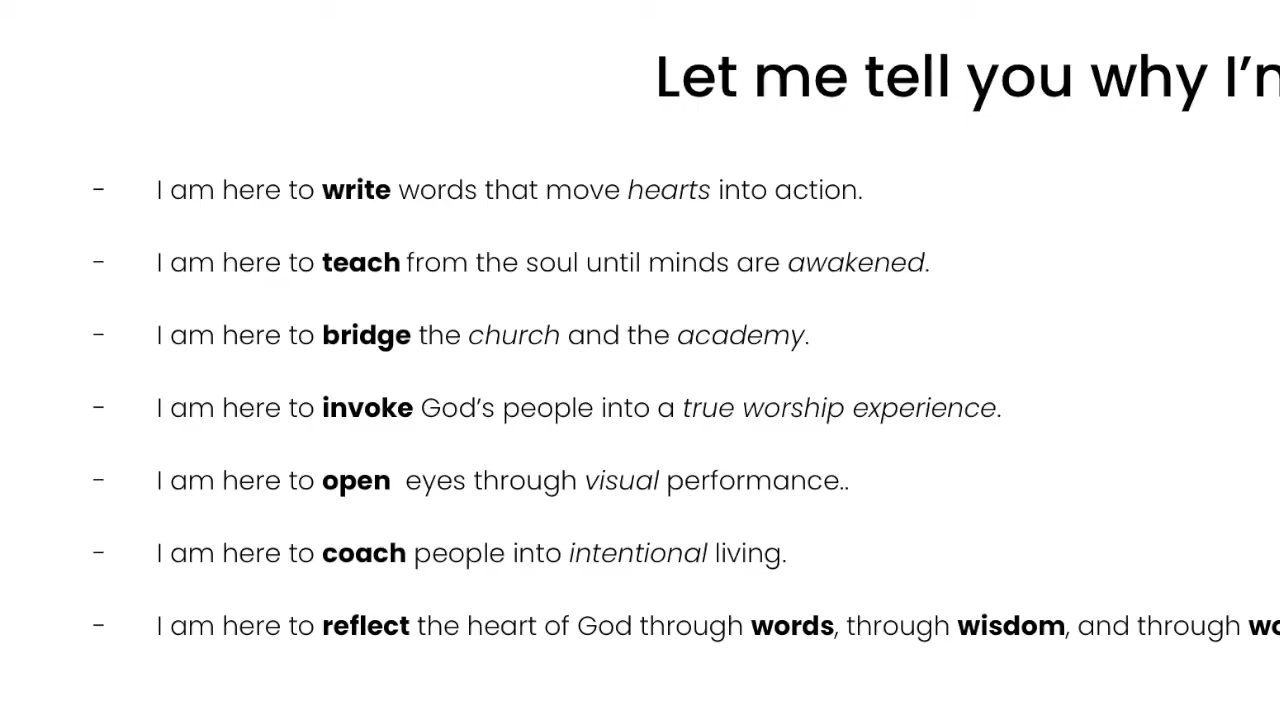 Let me tell you why I'm
- I am here to write words that move hearts into action.
- I am here to teach from the soul until minds are awakened.
- I am here to bridge the church and the academy.
- I am here to invoke God's people into a true worship experience.
- I am here to open  eyes through visual performance..
- I am here to coach people into intentional living.
- I am here to reflect the heart of God through words, through wisdom, and through